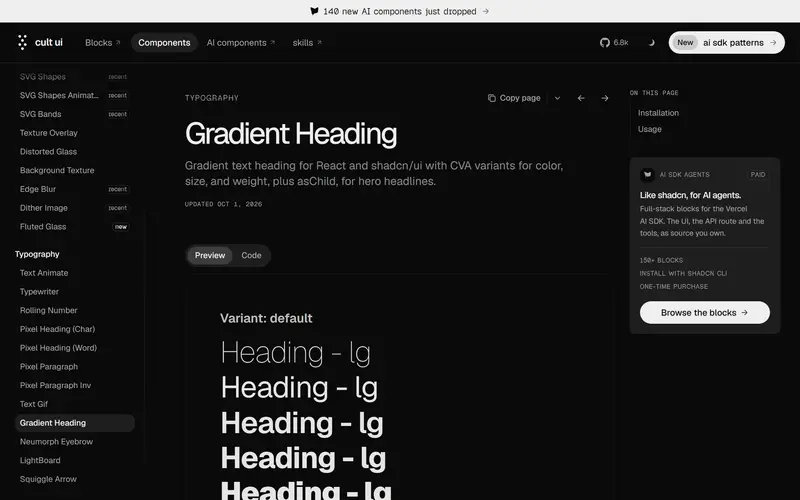 140 new AI components just dropped →
cult ui
Blocks ↗
Components
AI components ↗
skills ↗
6.8k
New ai sdk patterns →
SVG Shapes recent
SVG Shapes Animat... recent
SVG Bands recent
Texture Overlay
Distorted Glass
Background Texture
Edge Blur recent
Dither Image recent
Fluted Glass new
Typography
Text Animate
Typewriter
Rolling Number
Pixel Heading (Char)
Pixel Heading (Word)
Pixel Paragraph
Pixel Paragraph Inv
Text Gif
Gradient Heading
Neumorph Eyebrow
LightBoard
Squiggle Arrow
TYPOGRAPHY
Copy page
← →
Gradient Heading
Gradient text heading for React and shadcn/ui with CVA variants for color,
size, and weight, plus asChild, for hero headlines.
UPDATED OCT 1, 2026
Preview Code
Variant: default
Heading - lg
Heading - lg
Heading - lg
Heading - lg
Heading - lg
ON THIS PAGE
Installation
Usage
AI SDK AGENTS PAID
Like shadcn, for AI agents.
Full-stack blocks for the Vercel
AI SDK. The UI, the API route and the
tools, as source you own.
150+ BLOCKS
INSTALL WITH SHADCN CLI
ONE-TIME PURCHASE
Browse the blocks →